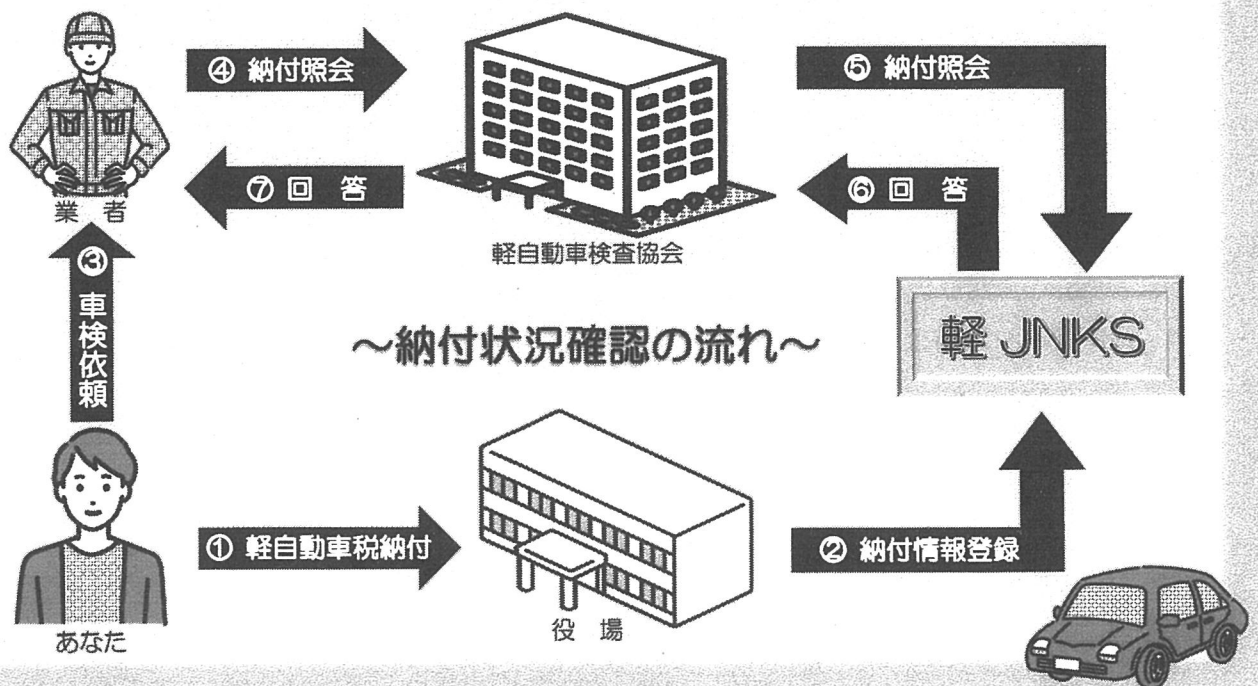 ④ 納付照会
⑤ 納付照会
⑦ 回 答
⑥ 回 答
業 者
軽自動車検査協会
③ 車検依頼
軽 JNKS
～納付状況確認の流れ～
① 軽自動車税納付
② 納付情報登録
役 場
あなた